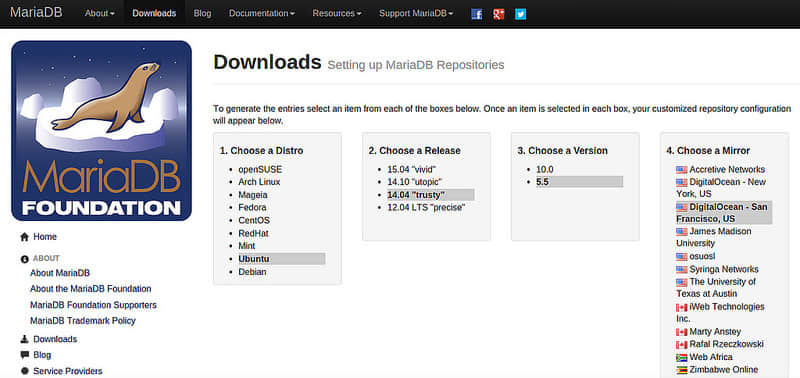 MariaDB About Downloads Blog Documentation Resources Support MariaDB
MariaDB
FOUNDATION
Home
ABOUT
About MariaDB
About the MariaDB Foundation
MariaDB Foundation Supporters
MariaDB Trademark Policy
Downloads
Blog
Service Providers
Downloads Setting up MariaDB Repositories
To generate the entries select an item from each of the boxes below. Once an item is selected in each box, your customized repository configuration
will appear below.
1. Choose a Distro
openSUSE
Arch Linux
Mageia
Fedora
CentOS
RedHat
Mint
Ubuntu
Debian
2. Choose a Release
15.04 "vivid"
14.10 "utopic"
14.04 "trusty"
12.04 LTS "precise"
3. Choose a Version
10.0
5.5
4. Choose a Mirror
Accretive Networks
DigitalOcean - New
York, US
DigitalOcean - San
Francisco, US
James Madison
University
osuosl
Syringa Networks
The University of
Texas at Austin
iWeb Technologies
Inc.
Marty Anstey
Rafal Rzeczkowski
Web Africa
Zimbabwe Online